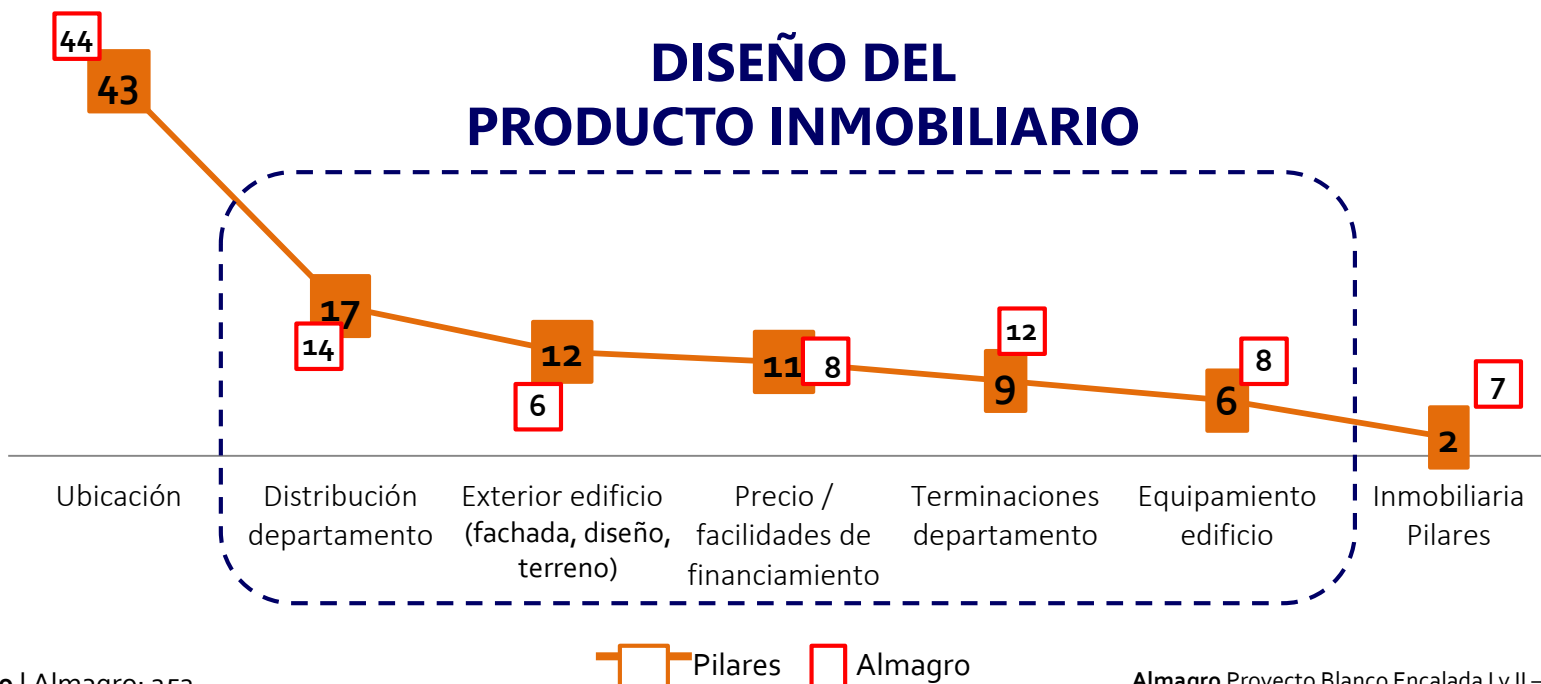 DISEÑO DEL
PRODUCTO INMOBILIARIO
44
43
17
14
12
6
11
8
9
12
6
8
2
7
Ubicación
Distribución
departamento
Exterior edificio
(fachada, diseño,
terreno)
Precio /
facilidades de
financiamiento
Terminaciones
departamento
Equipamiento
edificio
Inmobiliaria
Pilares
Pilares
Almagro